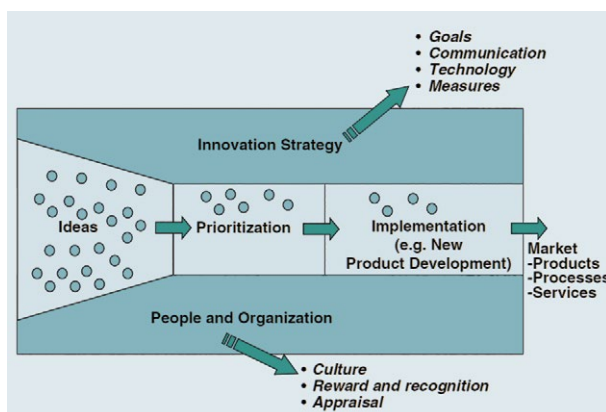 • Goals
• Communication
• Technology
• Measures
Innovation Strategy
Ideas
Prioritization
Implementation
(e.g. New
Product Development)
Market
-Products
-Processes
-Services
People and Organization
• Culture
• Reward and recognition
• Appraisal